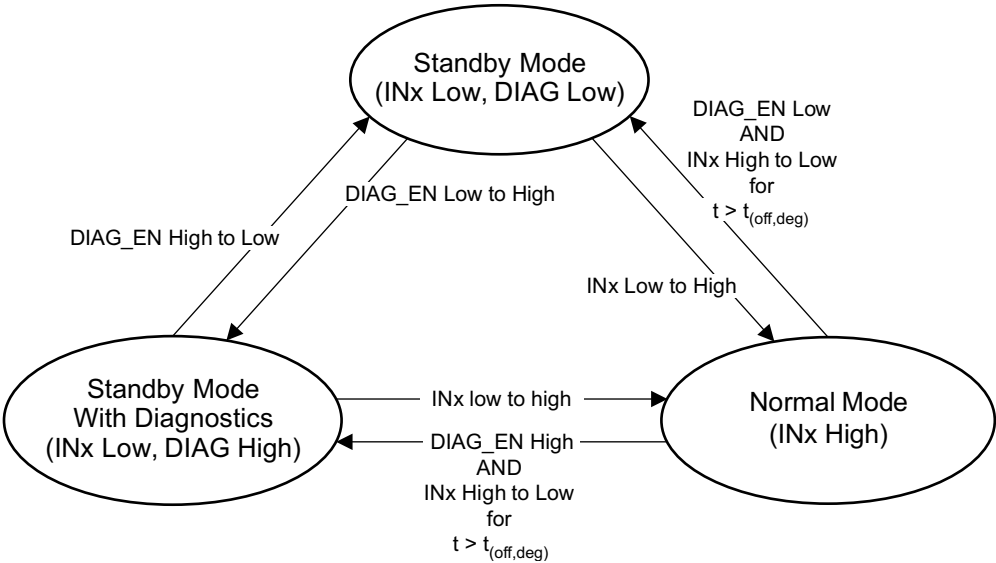 Standby Mode
(INx Low, DIAG Low)
DIAG_EN Low
AND
INx High to Low
for
t > t(off,deg)
DIAG_EN Low to High
DIAG_EN High to Low
INx Low to High
Standby Mode
With Diagnostics
(INx Low, DIAG High)
INx low to high
DIAG_EN High
AND
INx High to Low
for
t > t(off,deg)
Normal Mode
(INx High)